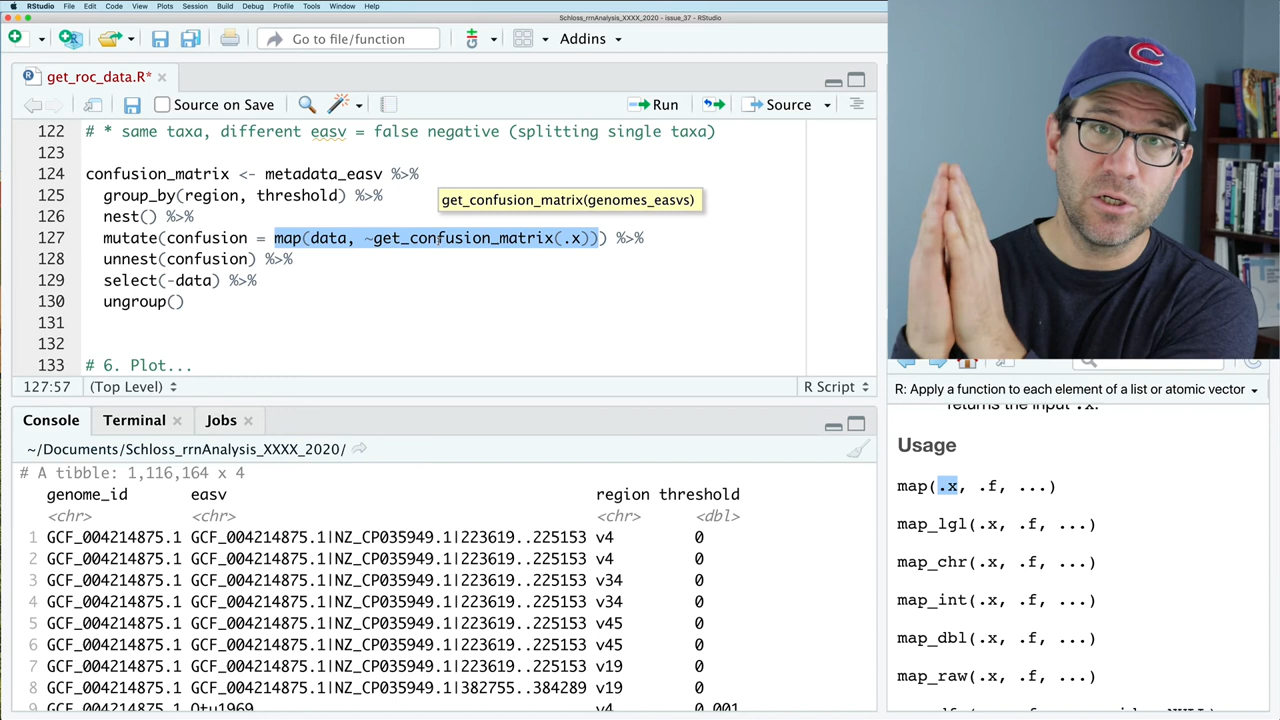 RStudio File Edit Code View Plots Session Build Debug Profile Tools Window Help
Schloss_rrnAnalysis_XXXX_2020 - issue_37 - RStudio
Go to file/function
Addins
get_roc_data.R*
Source on Save
Run
Source
122 # * same taxa, different easv = false negative (splitting single taxa)
123
124 confusion_matrix <- metadata_easv %>%
125 group_by(region, threshold) %>%
get_confusion_matrix(genomes_easvs)
126 nest() %>%
127 mutate(confusion = map(data, ~get_confusion_matrix(.x))) %>%
128 unnest(confusion) %>%
129 select(-data) %>%
130 ungroup()
131
132
133 # 6. Plot...
127:57 (Top Level) R Script
Console Terminal Jobs
~/Documents/Schloss_rrnAnalysis_XXXX_2020/
# A tibble: 1,116,164 x 4
genome_id easv region threshold
<chr> <chr> <chr> <dbl>
1 GCF_004214875.1 GCF_004214875.1|NZ_CP035949.1|223619..225153 v4 0
2 GCF_004214875.1 GCF_004214875.1|NZ_CP035949.1|223619..225153 v4 0
3 GCF_004214875.1 GCF_004214875.1|NZ_CP035949.1|223619..225153 v34 0
4 GCF_004214875.1 GCF_004214875.1|NZ_CP035949.1|223619..225153 v34 0
5 GCF_004214875.1 GCF_004214875.1|NZ_CP035949.1|223619..225153 v45 0
6 GCF_004214875.1 GCF_004214875.1|NZ_CP035949.1|223619..225153 v45 0
7 GCF_004214875.1 GCF_004214875.1|NZ_CP035949.1|223619..225153 v19 0
8 GCF_004214875.1 GCF_004214875.1|NZ_CP035949.1|382755..384289 v19 0
9 GCF_004214875.1 Otu1969 v4 0.001
C
R: Apply a function to each element of a list or atomic vector
returns the input .x.
Usage
map(.x, .f, ...)
map_lgl(.x, .f, ...)
map_chr(.x, .f, ...)
map_int(.x, .f, ...)
map_dbl(.x, .f, ...)
map_raw(.x, .f, ...)